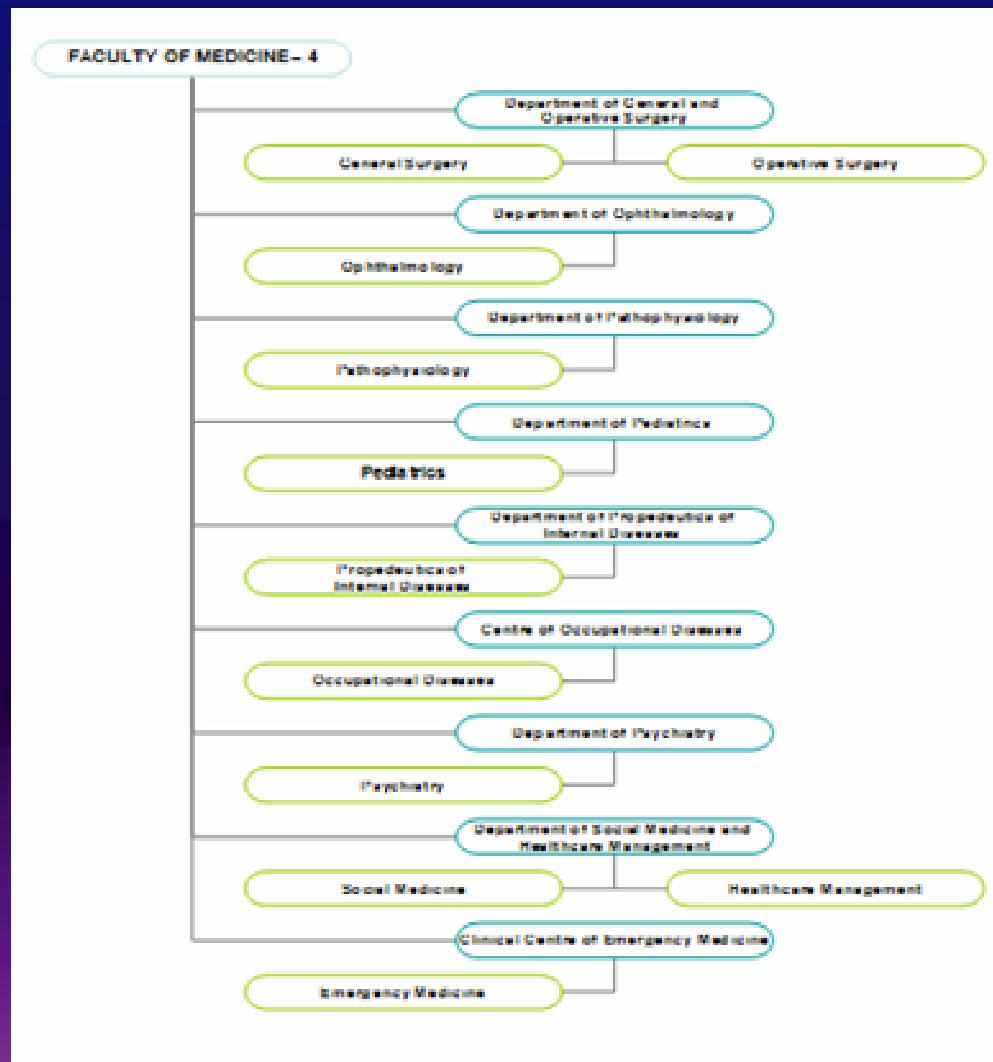 FACULTY OF MEDICINE– 4
Department of General and
Operative Surgery
General Surgery
Operative Surgery
Department of Ophthalmology
Ophthalmology
Department of Pathophysiology
Pathophysiology
Department of Pediatrics
Pediatrics
Department of Propedeutics of
Internal Diseases
Propedeutics of
Internal Diseases
Centre of Occupational Diseases
Occupational Diseases
Department of Psychiatry
Psychiatry
Department of Social Medicine and
Healthcare Management
Social Medicine
Healthcare Management
Clinical Centre of Emergency Medicine
Emergency Medicine